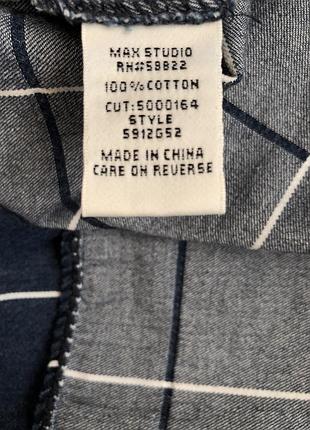 MAX STUDIO
RN#58822
100% COTTON
CUT:5000164
STYLE
5912G52
MADE IN CHINA
CARE ON REVERSE